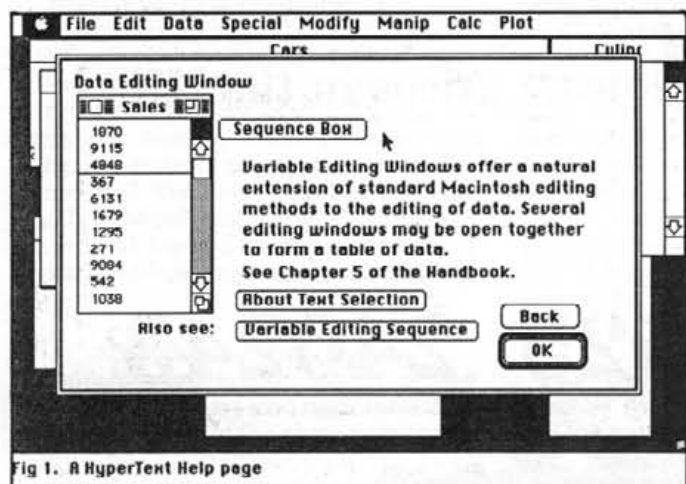 File Edit Data Special Modify Manip Calc Plot
Cars
Data Editing Window
Sales
1870
9115
4848
367
6131
1679
1295
271
9084
542
1038
Sequence Box
Variable Editing Windows offer a natural
extension of standard Macintosh editing
methods to the editing of data. Several
editing windows may be open together
to form a table of data.
See Chapter 5 of the Handbook.
About Text Selection
Also see:
Variable Editing Sequence
Back
OK
Fig 1. A HyperText Help page